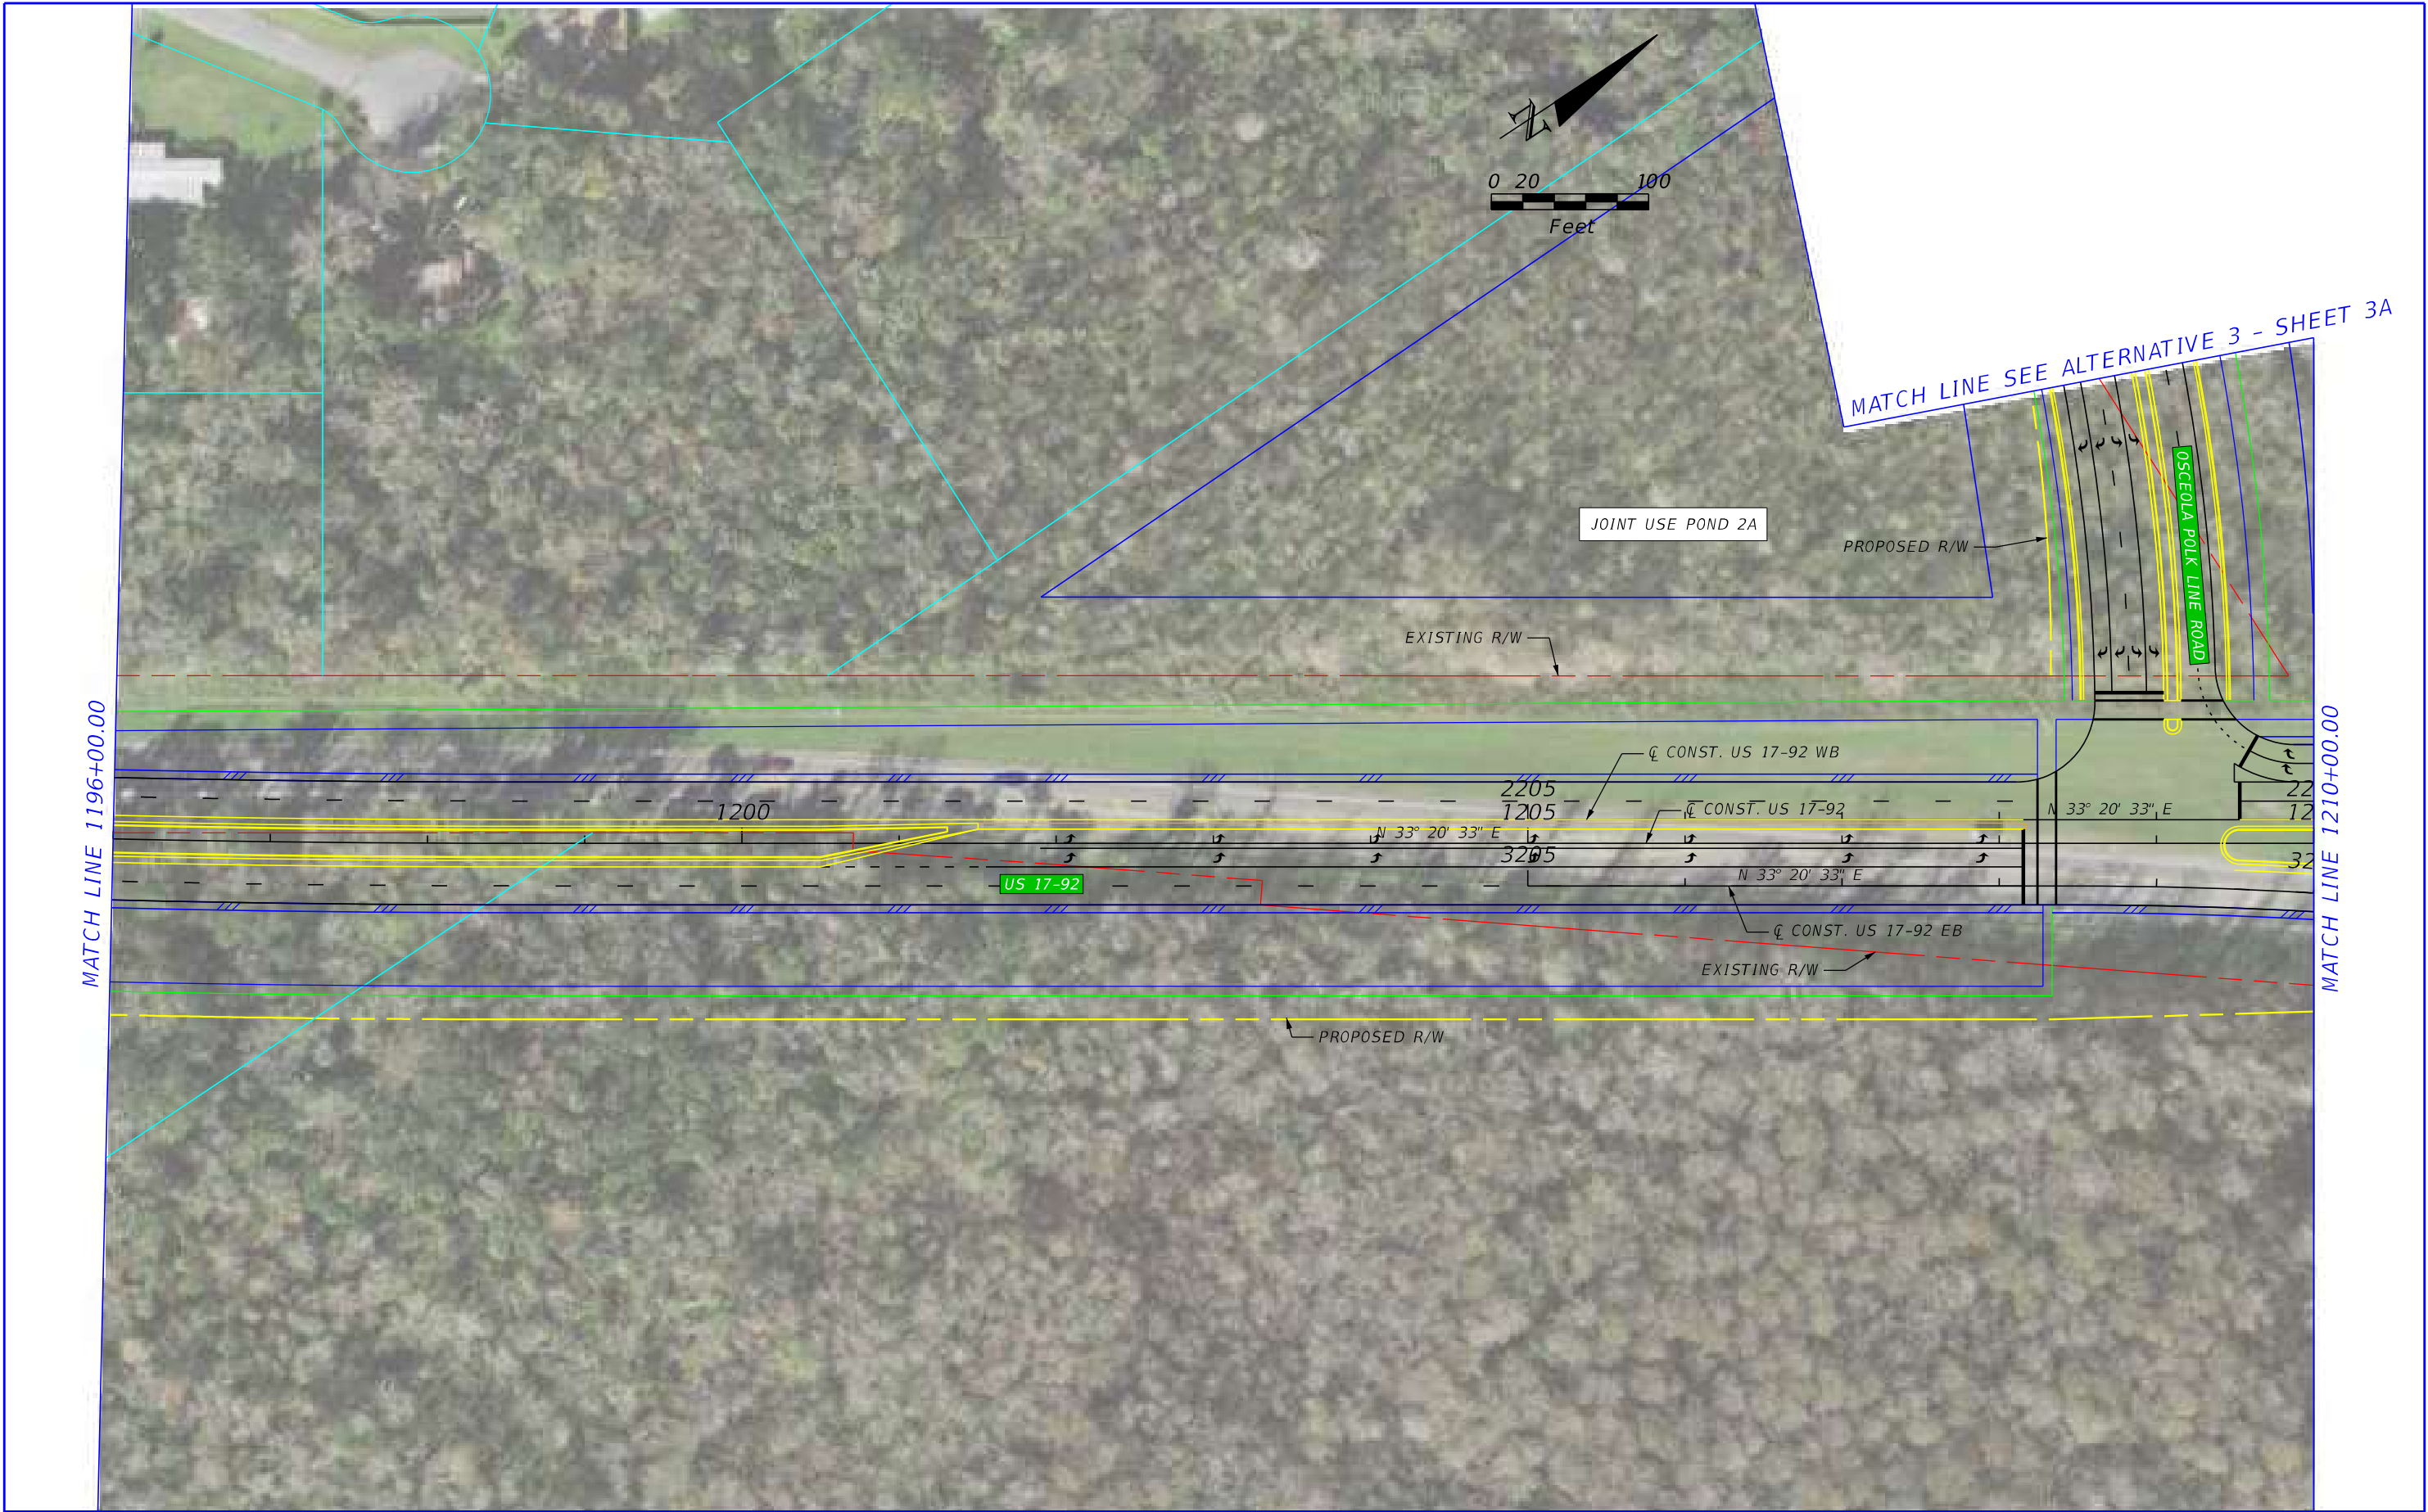 N
0 20 100
Feet
MATCH LINE SEE ALTERNATIVE 3 - SHEET 3A
JOINT USE POND 2A
PROPOSED R/W
OSCEOLA POLK LINE ROAD
EXISTING R/W
MATCH LINE 1196+00.00
MATCH LINE 1210+00.00
℄ CONST. US 17-92 WB
2205
22
1200
1205
℄ CONST. US 17-92
N 33° 20' 33" E
12
N 33° 20' 33" E
3205
32
N 33° 20' 33" E
US 17-92
℄ CONST. US 17-92 EB
EXISTING R/W
PROPOSED R/W